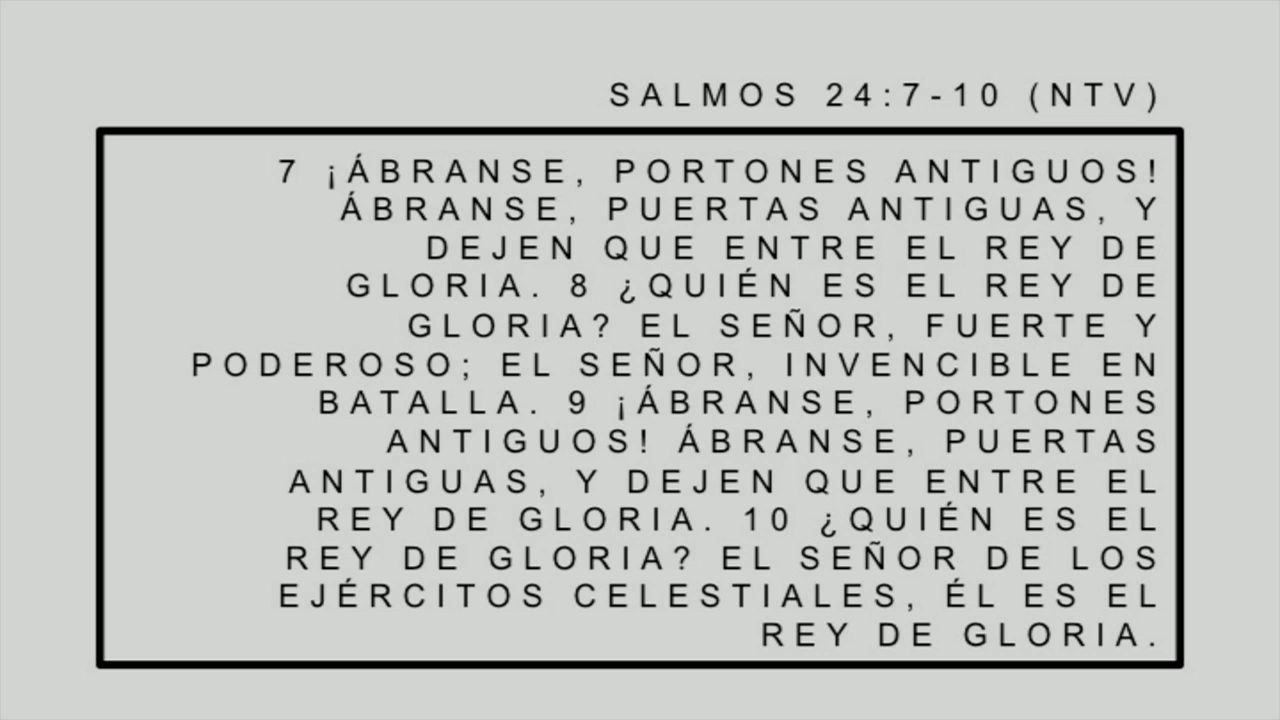 SALMOS 24:7-10 (NTV)
7 ¡ÁBRANSE, PORTONES ANTIGUOS!
ÁBRANSE, PUERTAS ANTIGUAS, Y
DEJEN QUE ENTRE EL REY DE
GLORIA. 8 ¿QUIÉN ES EL REY DE
GLORIA? EL SEÑOR, FUERTE Y
PODEROSO; EL SEÑOR, INVENCIBLE EN
BATALLA. 9 ¡ÁBRANSE, PORTONES
ANTIGUOS! ÁBRANSE, PUERTAS
ANTIGUAS, Y DEJEN QUE ENTRE EL
REY DE GLORIA. 10 ¿QUIÉN ES EL
REY DE GLORIA? EL SEÑOR DE LOS
EJÉRCITOS CELESTIALES, ÉL ES EL
REY DE GLORIA.